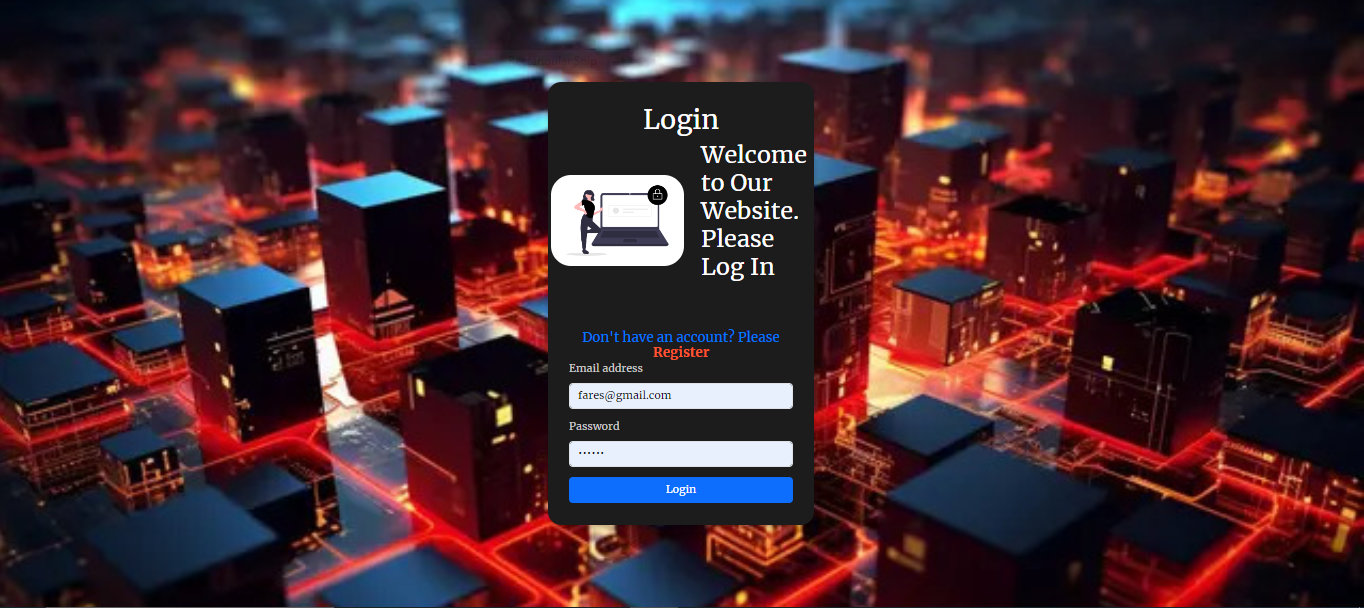 Login
Welcome
to Our
Website.
Please
Log In
Don't have an account? Please
Register
Email address
fares@gmail.com
Password
······
Login